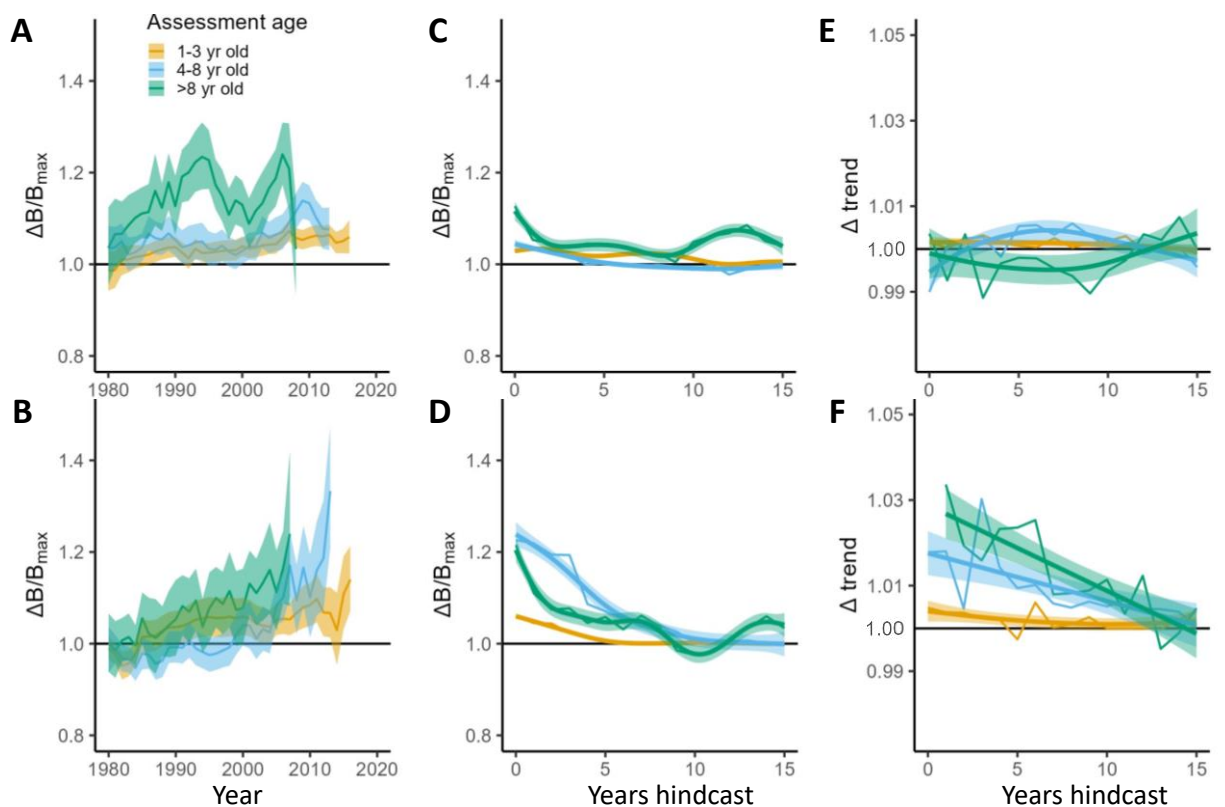 A
Assessment age
1-3 yr old
4-8 yr old
>8 yr old
ΔB/Bmax
1.4
1.2
1.0
0.8
1980
1990
2000
2010
2020
C
ΔB/Bmax
1.4
1.2
1.0
0.8
0
5
10
15
E
Δ trend
1.05
1.03
1.01
1.00
0.99
0
5
10
15
B
ΔB/Bmax
1.4
1.2
1.0
0.8
1980
1990
2000
2010
2020
Year
D
ΔB/Bmax
1.4
1.2
1.0
0.8
0
5
10
15
Years hindcast
F
Δ trend
1.05
1.03
1.01
1.00
0.99
0
5
10
15
Years hindcast